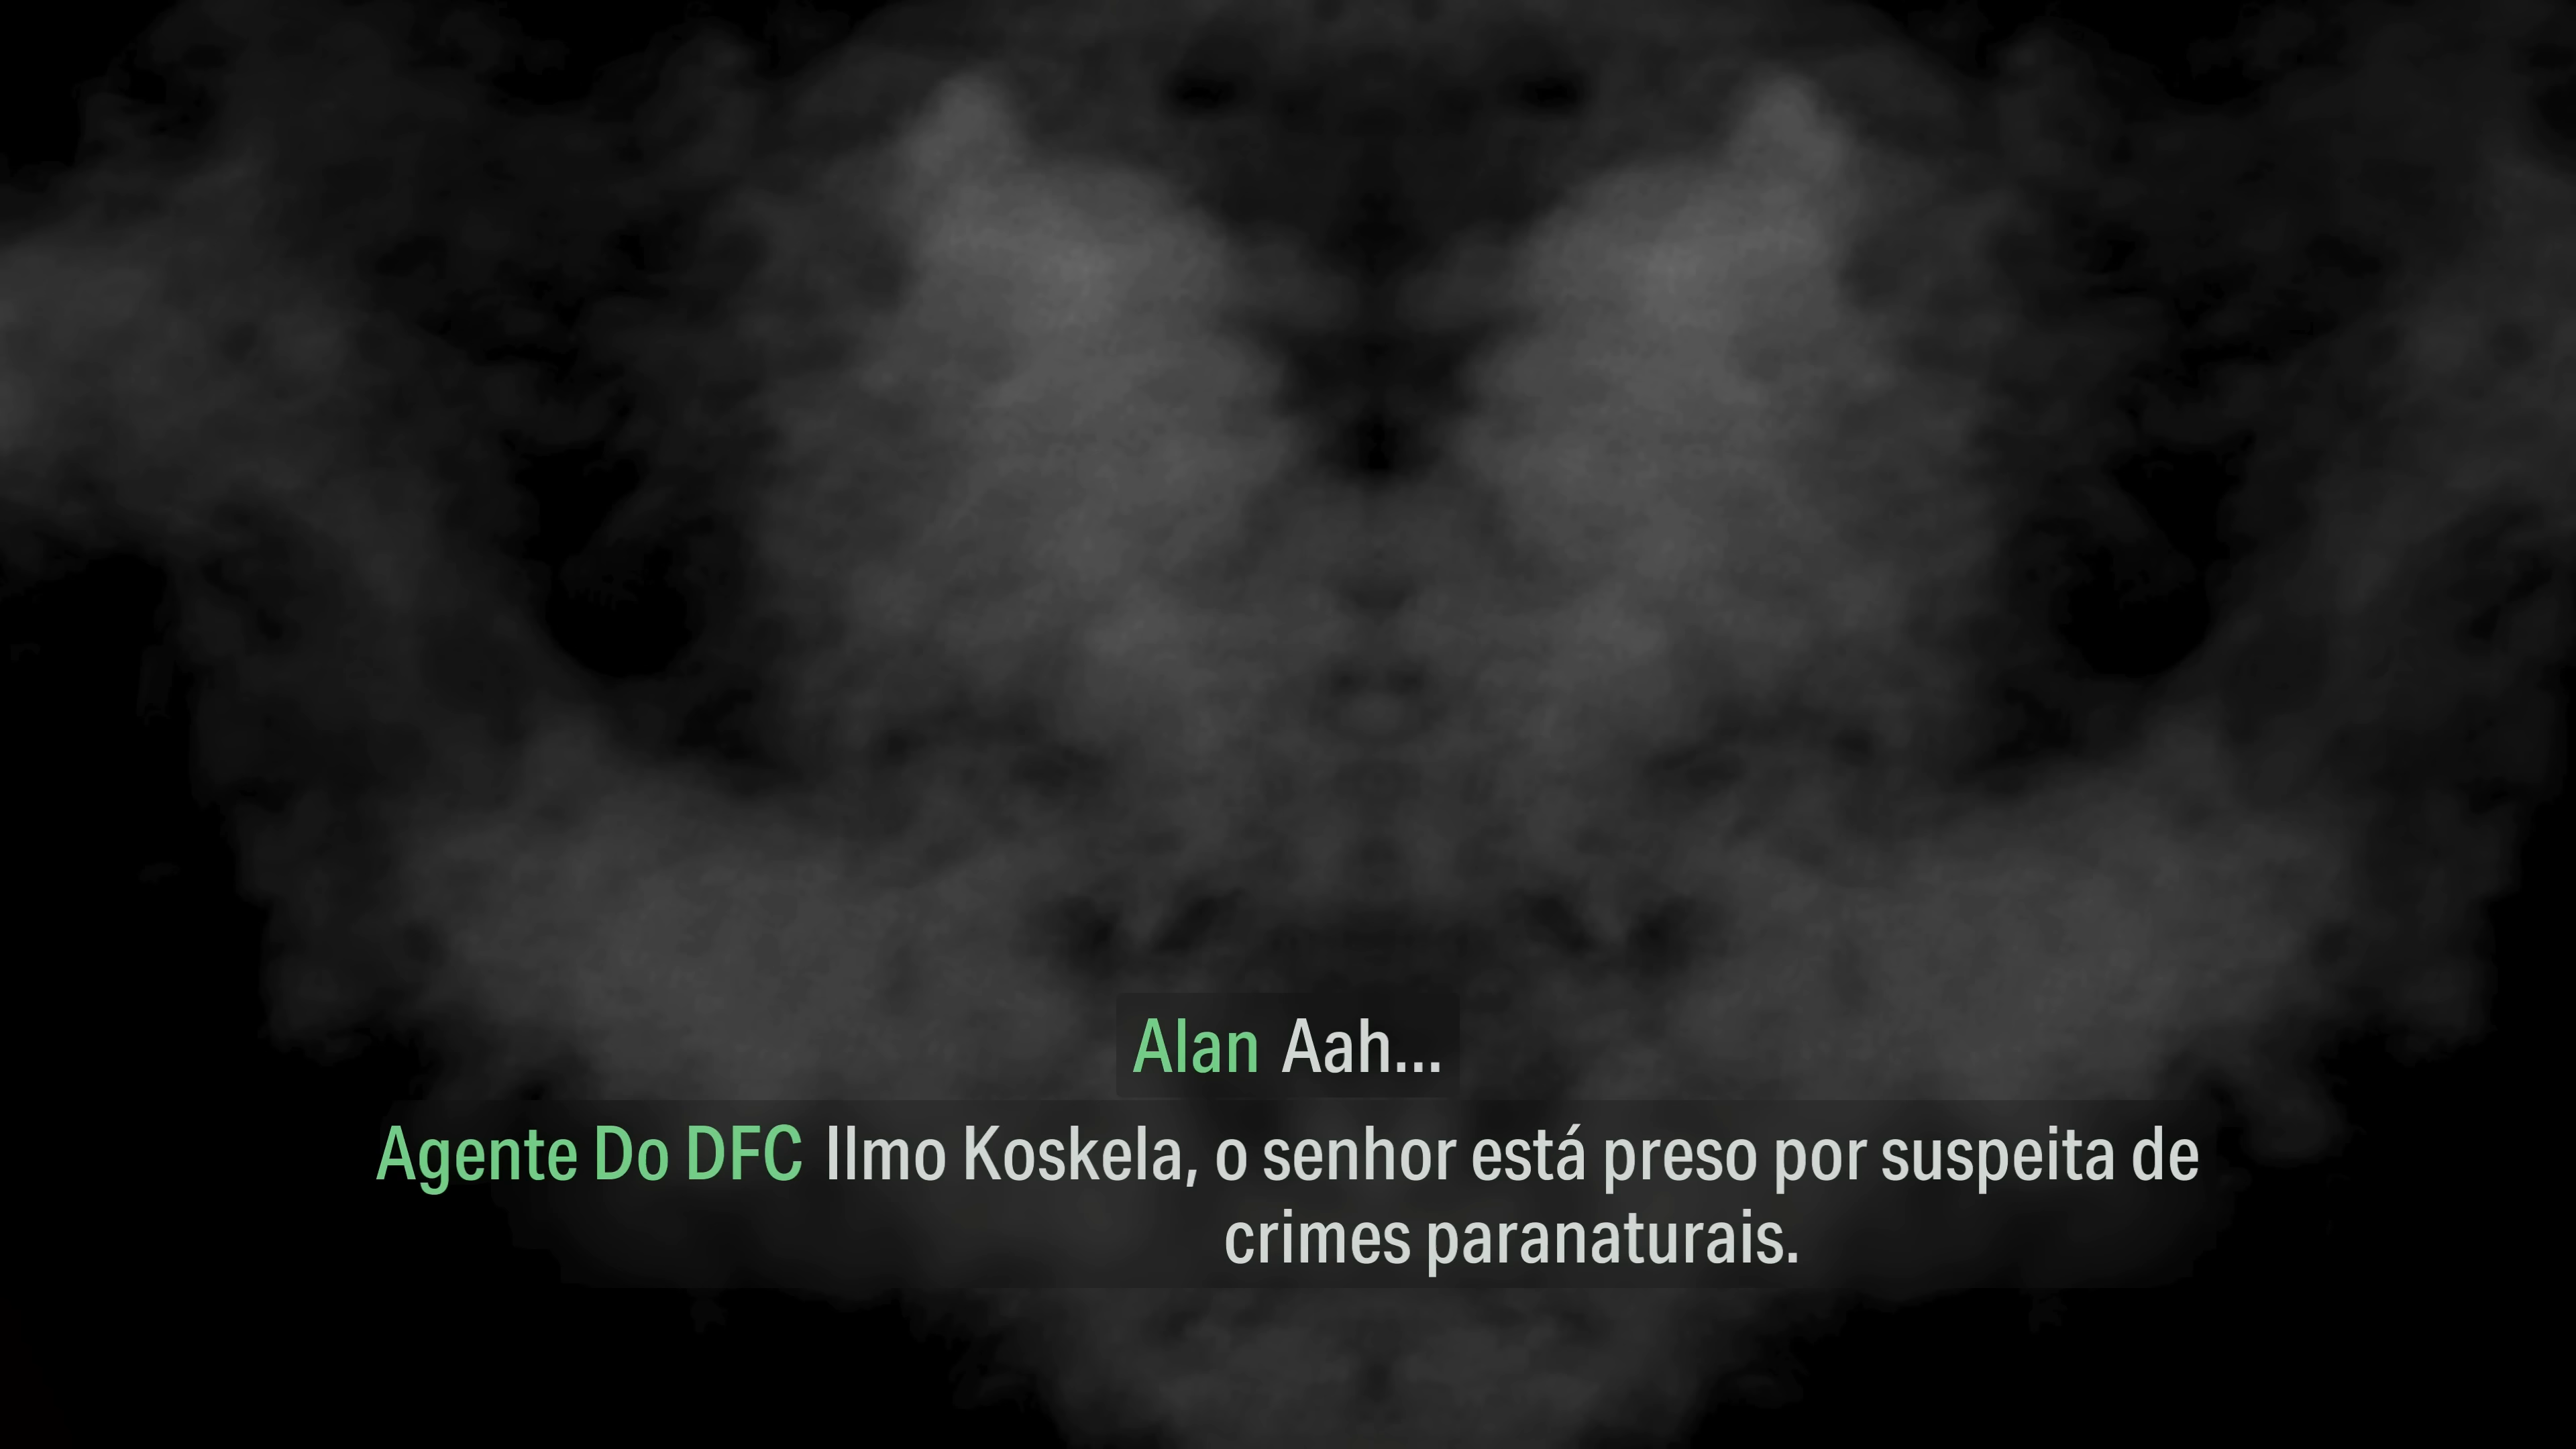 Alan Aah...
Agente Do DFC Ilmo Koskela, o senhor está preso por suspeita de
crimes paranaturais.